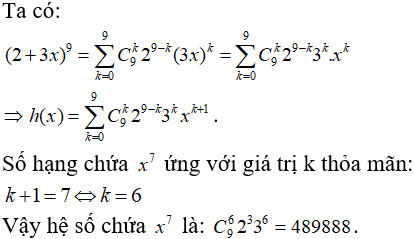 Ta có:
(2+3x)^9 = \sum_{k=0}^{9} C_9^k 2^{9-k}(3x)^k = \sum_{k=0}^{9} C_9^k 2^{9-k} 3^k.x^k
⇒ h(x) = \sum_{k=0}^{9} C_9^k 2^{9-k} 3^k x^{k+1} .
Số hạng chứa x^7 ứng với giá trị k thỏa mãn:
k+1=7 ⇔ k=6
Vậy hệ số chứa x^7 là: C_9^6 2^3 3^6 = 489888.